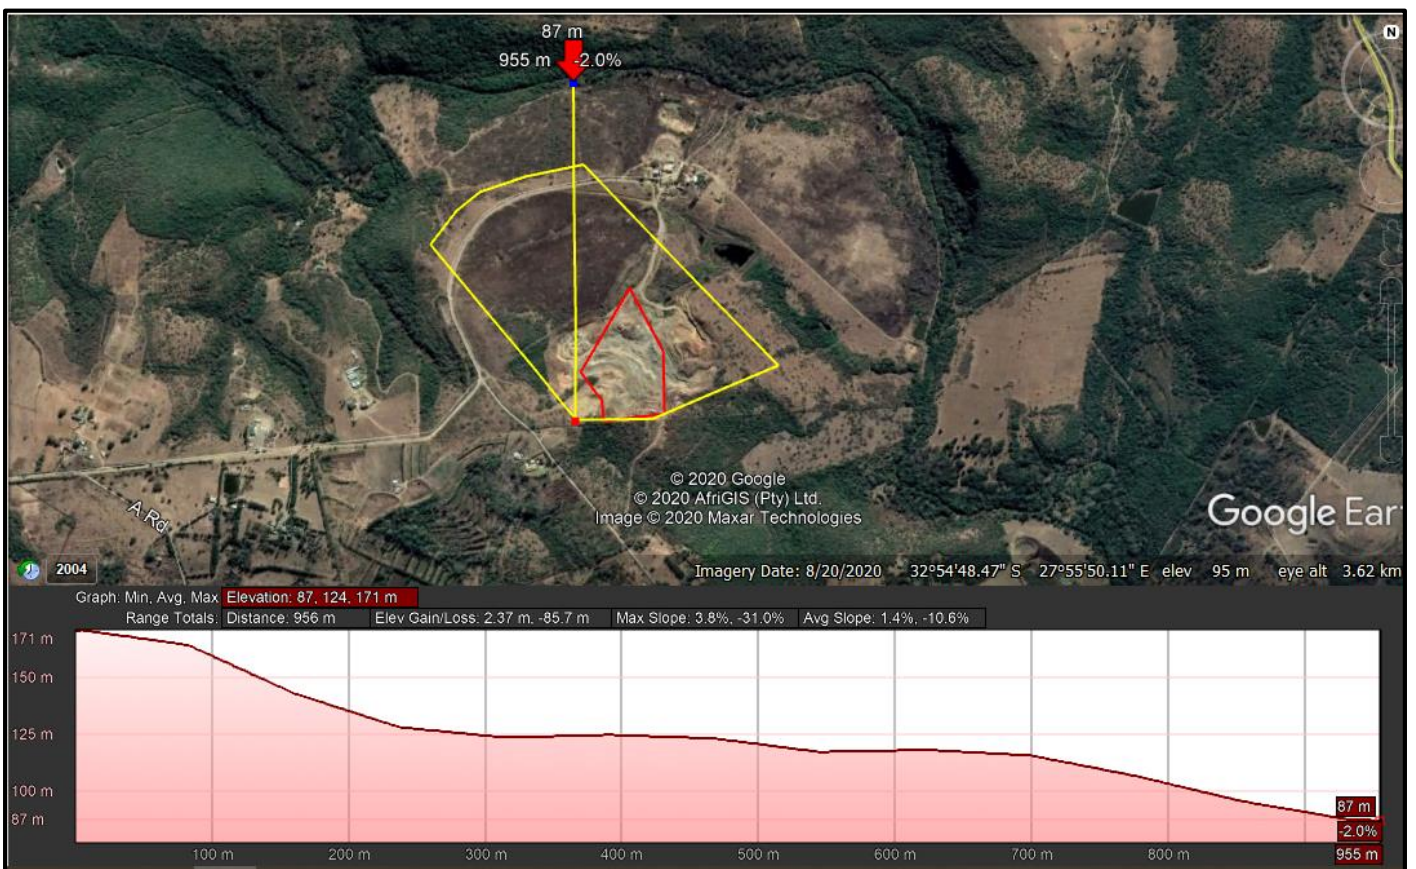 87 m
955 m -2.0%
N
© 2020 Google
© 2020 AfriGIS (Pty) Ltd.
Image © 2020 Maxar Technologies
Google Ear
A Rd
2004
Imagery Date: 8/20/2020 32°54'48.47" S 27°55'50.11" E elev 95 m eye alt 3.62 km
Graph: Min, Avg, Max Elevation: 87, 124, 171 m
Range Totals: Distance: 956 m Elev Gain/Loss: 2.37 m, -85.7 m Max Slope: 3.8%, -31.0% Avg Slope: 1.4%, -10.6%
171 m
150 m
125 m
100 m
87 m
87 m
-2.0%
955 m
100 m 200 m 300 m 400 m 500 m 600 m 700 m 800 m